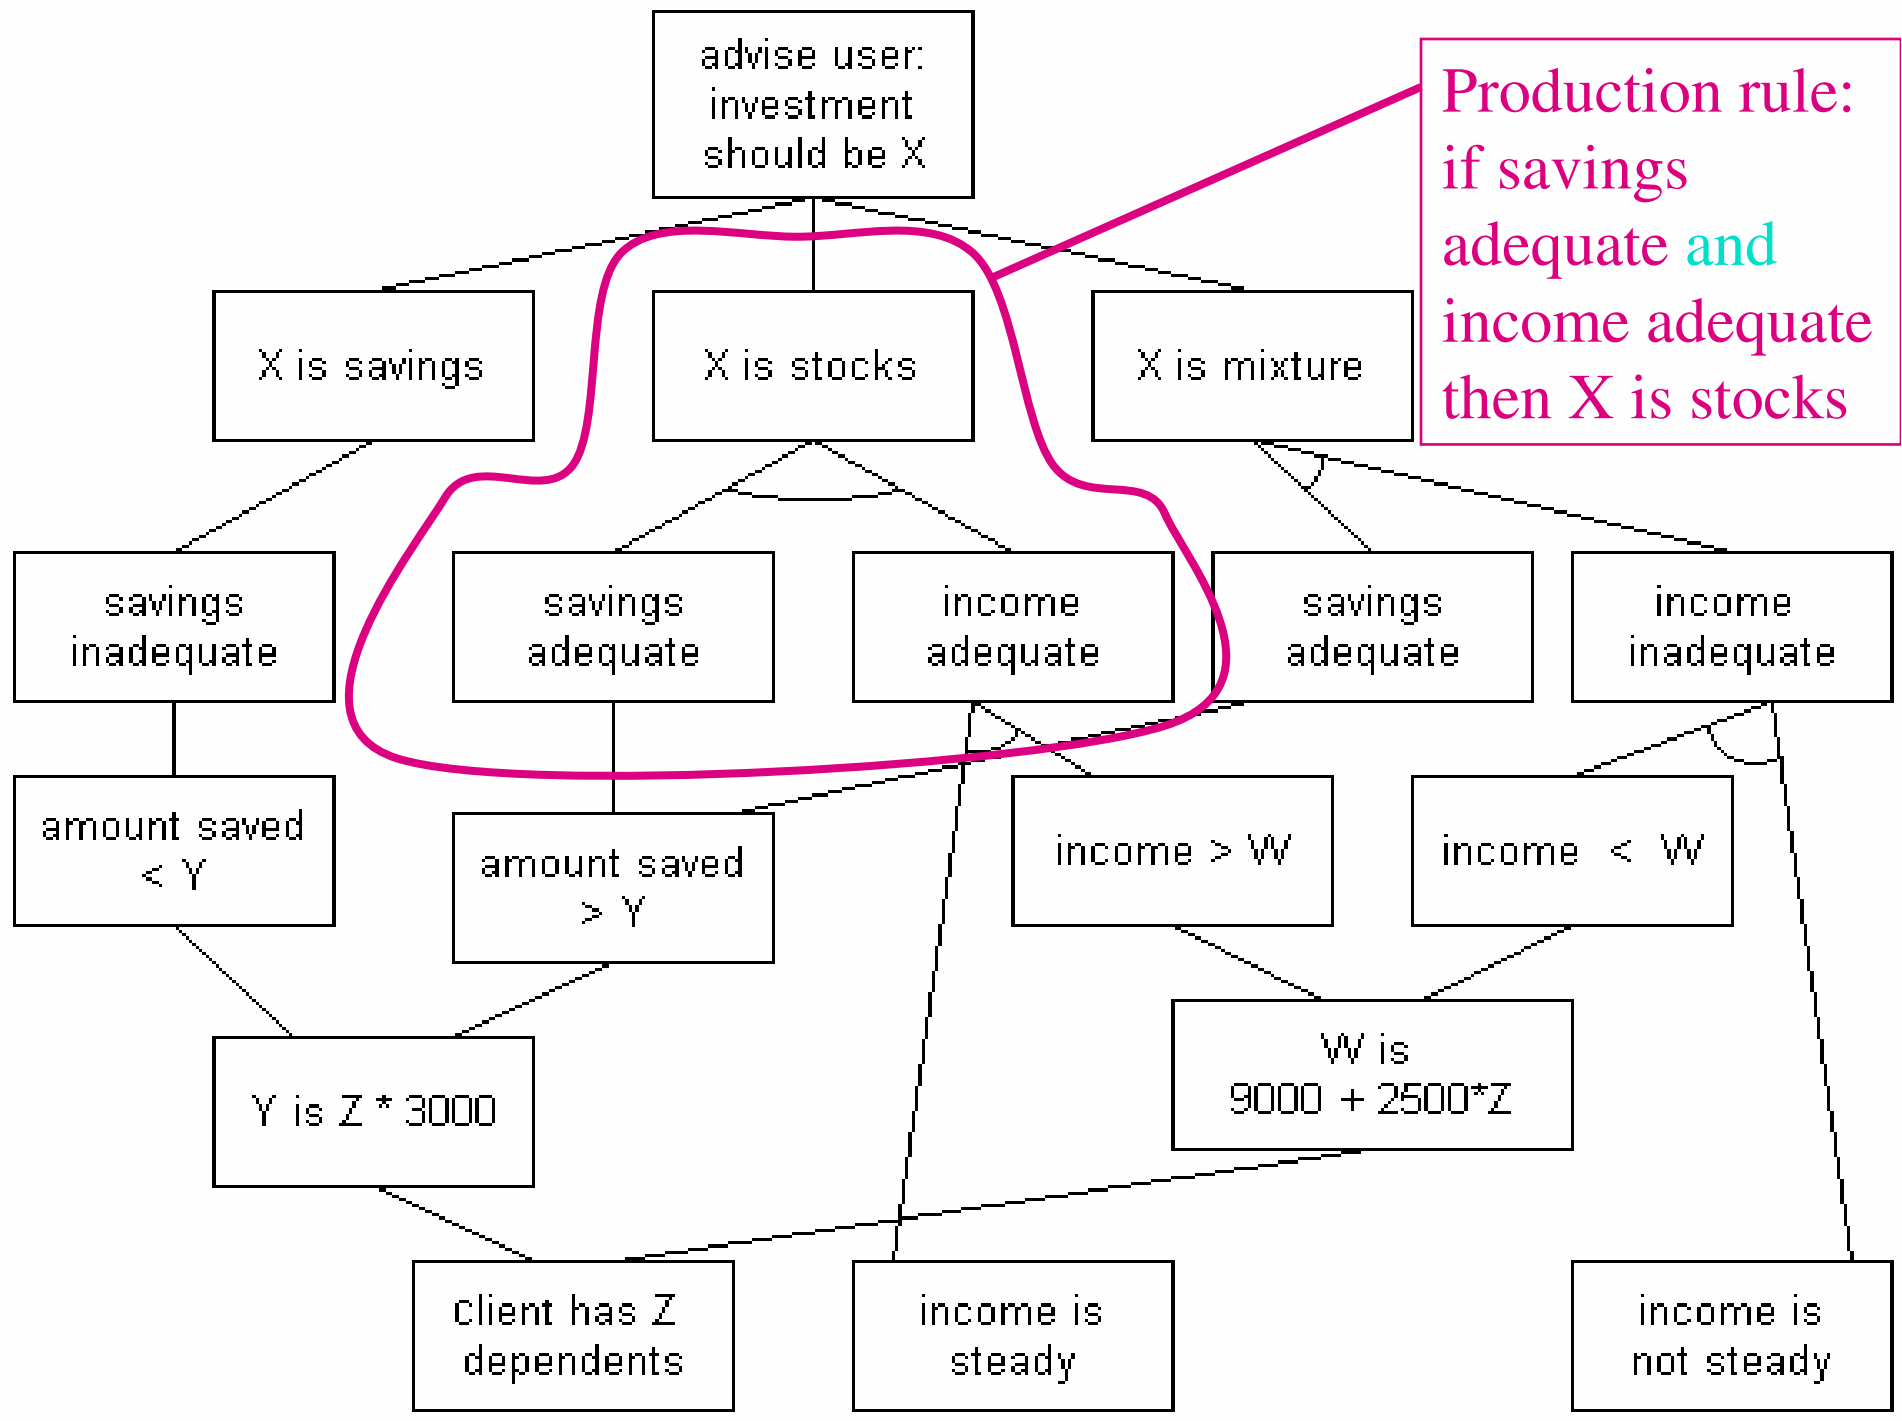 advise user:
investment
should be X
Production rule:
if savings
adequate and
income adequate
then X is stocks
X is savings
X is stocks
X is mixture
savings
inadequate
savings
adequate
income
adequate
savings
adequate
income
inadequate
amount saved
< Y
amount saved
> Y
income > W
income < W
Y is Z * 3000
W is
9000 + 2500*Z
client has Z
dependents
income is
steady
income is
not steady